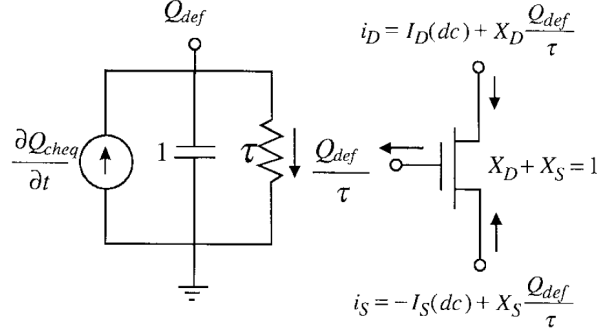 Q_def
∂Q_cheq/∂t
1
τ
Q_def/τ
i_D = I_D(dc) + X_D Q_def/τ
X_D + X_S = 1
i_S = -I_S(dc) + X_S Q_def/τ